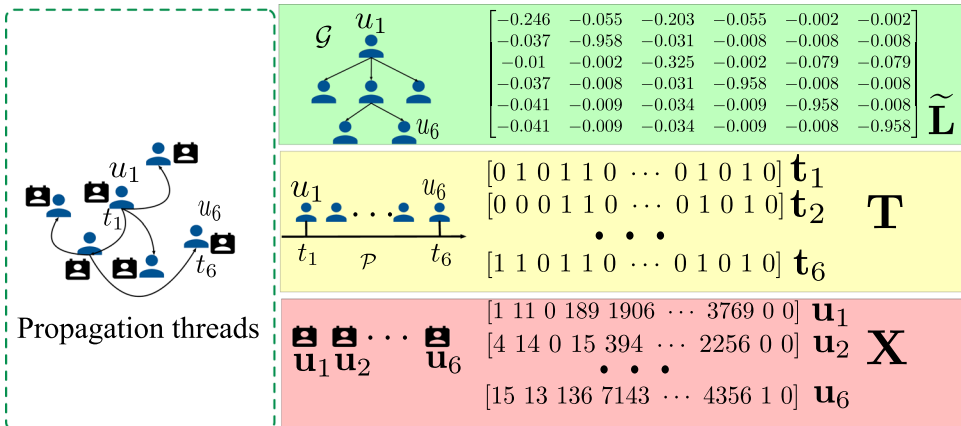 u₁
t₁
u₆
t₆
Propagation threads
𝒢
u₁
u₆
−0.246 −0.055 −0.203 −0.055 −0.002 −0.002
−0.037 −0.958 −0.031 −0.008 −0.008 −0.008
−0.01 −0.002 −0.325 −0.002 −0.079 −0.079
−0.037 −0.008 −0.031 −0.958 −0.008 −0.008
−0.041 −0.009 −0.034 −0.009 −0.958 −0.008
−0.041 −0.009 −0.034 −0.009 −0.008 −0.958
L̃
u₁ u₆
· · ·
t₁ 𝒫 t₆
[0 1 0 1 1 0 ··· 0 1 0 1 0] t₁
[0 0 0 1 1 0 ··· 0 1 0 1 0] t₂
• • •
[1 1 0 1 1 0 ··· 0 1 0 1 0] t₆
T
· · ·
u₁ u₂ u₆
[1 11 0 189 1906 ··· 3769 0 0] u₁
[4 14 0 15 394 ··· 2256 0 0] u₂
• • •
[15 13 136 7143 ··· 4356 1 0] u₆
X